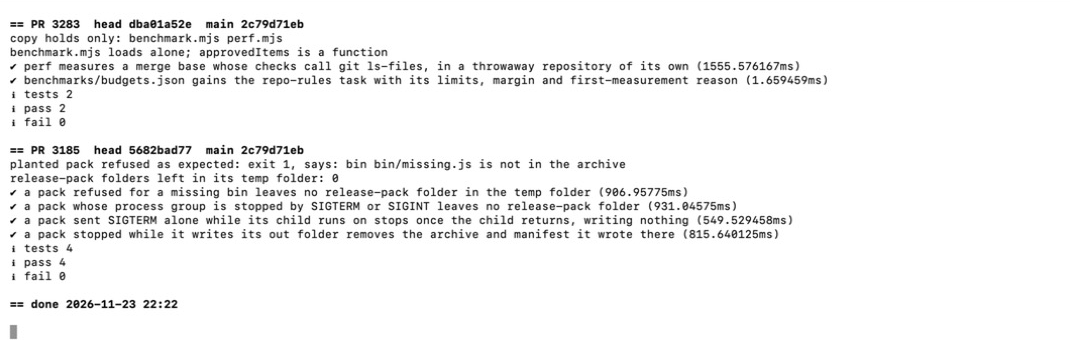 == PR 3283  head dba01a52e  main 2c79d71eb
copy holds only: benchmark.mjs perf.mjs
benchmark.mjs loads alone; approvedItems is a function
✔ perf measures a merge base whose checks call git ls-files, in a throwaway repository of its own (1555.576167ms)
✔ benchmarks/budgets.json gains the repo-rules task with its limits, margin and first-measurement reason (1.659459ms)
ℹ tests 2
ℹ pass 2
ℹ fail 0
== PR 3185  head 5682bad77  main 2c79d71eb
planted pack refused as expected: exit 1, says: bin bin/missing.js is not in the archive
release-pack folders left in its temp folder: 0
✔ a pack refused for a missing bin leaves no release-pack folder in the temp folder (906.95775ms)
✔ a pack whose process group is stopped by SIGTERM or SIGINT leaves no release-pack folder (931.04575ms)
✔ a pack sent SIGTERM alone while its child runs on stops once the child returns, writing nothing (549.529458ms)
✔ a pack stopped while it writes its out folder removes the archive and manifest it wrote there (815.640125ms)
ℹ tests 4
ℹ pass 4
ℹ fail 0
== done 2026-11-23 22:22